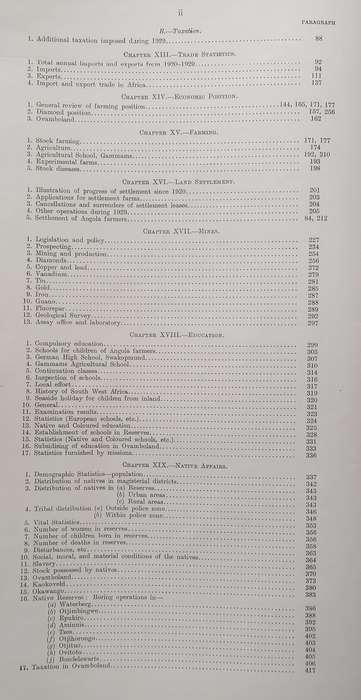 ii
PARAGRAPH
B.—Taxation.
1. Additional taxation imposed during 1929 88
CHAPTER XIII.—TRADE STATISTICS.
1. Total annual imports and exports from 1920-1929 92
2. Imports 94
3. Exports 111
4. Import and export trade in Africa 137
CHAPTER XIV.—ECONOMIC POSITION.
1. General review of farming position 144, 165, 171, 177
2. Diamond position 157, 256
3. Ovamboland 162
CHAPTER XV.—FARMING.
1. Stock farming 171, 177
2. Agriculture 174
3. Agricultural School, Gammams 192, 310
4. Experimental farms 193
5. Stock diseases 198
CHAPTER XVI.—LAND SETTLEMENT.
1. Illustration of progress of settlement since 1920 201
2. Applications for settlement farms 203
3. Cancellations and surrenders of settlement leases 204
4. Other operations during 1929 205
5. Settlement of Angola farmers 84, 212
CHAPTER XVII.—MINES.
1. Legislation and policy 227
2. Prospecting 234
3. Mining and production 254
4. Diamonds 256
5. Copper and lead 272
6. Vanadium 279
7. Tin 281
8. Gold 285
9. Iron 287
10. Guano 288
11. Fluorspar 289
12. Geological Survey 292
13. Assay office and laboratory 297
CHAPTER XVIII.—EDUCATION.
1. Compulsory education 299
2. Schools for children of Angola farmers 305
3. German High School, Swakopmund 307
4. Gammams Agricultural School 310
5. Continuation classes 314
6. Inspection of schools 316
7. Local effort 317
8. History of South West Africa 319
9. Seaside holiday for children from inland 320
10. General 321
11. Examination results 323
12. Statistics (European schools, etc.) 324
13. Native and Coloured education 325
14. Establishment of schools in Reserves 328
15. Statistics (Native and Coloured schools, etc.) 331
16. Subsidising of education in Ovamboland 333
17. Statistics furnished by missions 336
CHAPTER XIX.—NATIVE AFFAIRS.
1. Demographic Statistics—population 337
2. Distribution of natives in magisterial districts 342
3. Distribution of natives in (a) Reserves 343
(b) Urban areas 343
(c) Rural areas 343
4. Tribal distribution (a) Outside police zone 346
(b) Within police zone 348
5. Vital Statistics 353
6. Number of women in reserves 356
7. Number of children born in reserves 356
8. Number of deaths in reserves 358
9. Disturbances, etc. 363
10. Social, moral, and material conditions of the natives 364
11. Slavery 365
12. Stock possessed by natives 370
13. Ovamboland 373
14. Kaokoveld 380
15. Okawango 383
16. Native Reserves: Boring operations in—
(a) Waterberg 386
(b) Otjimbingwe 388
(c) Epukiro 392
(d) Aminuis 395
(e) Tses 402
(f) Otjihorongo 403
(g) Otjituo 404
(h) Ovitoto 405
(j) Bondelswarts 406
17. Taxation in Ovamboland 417